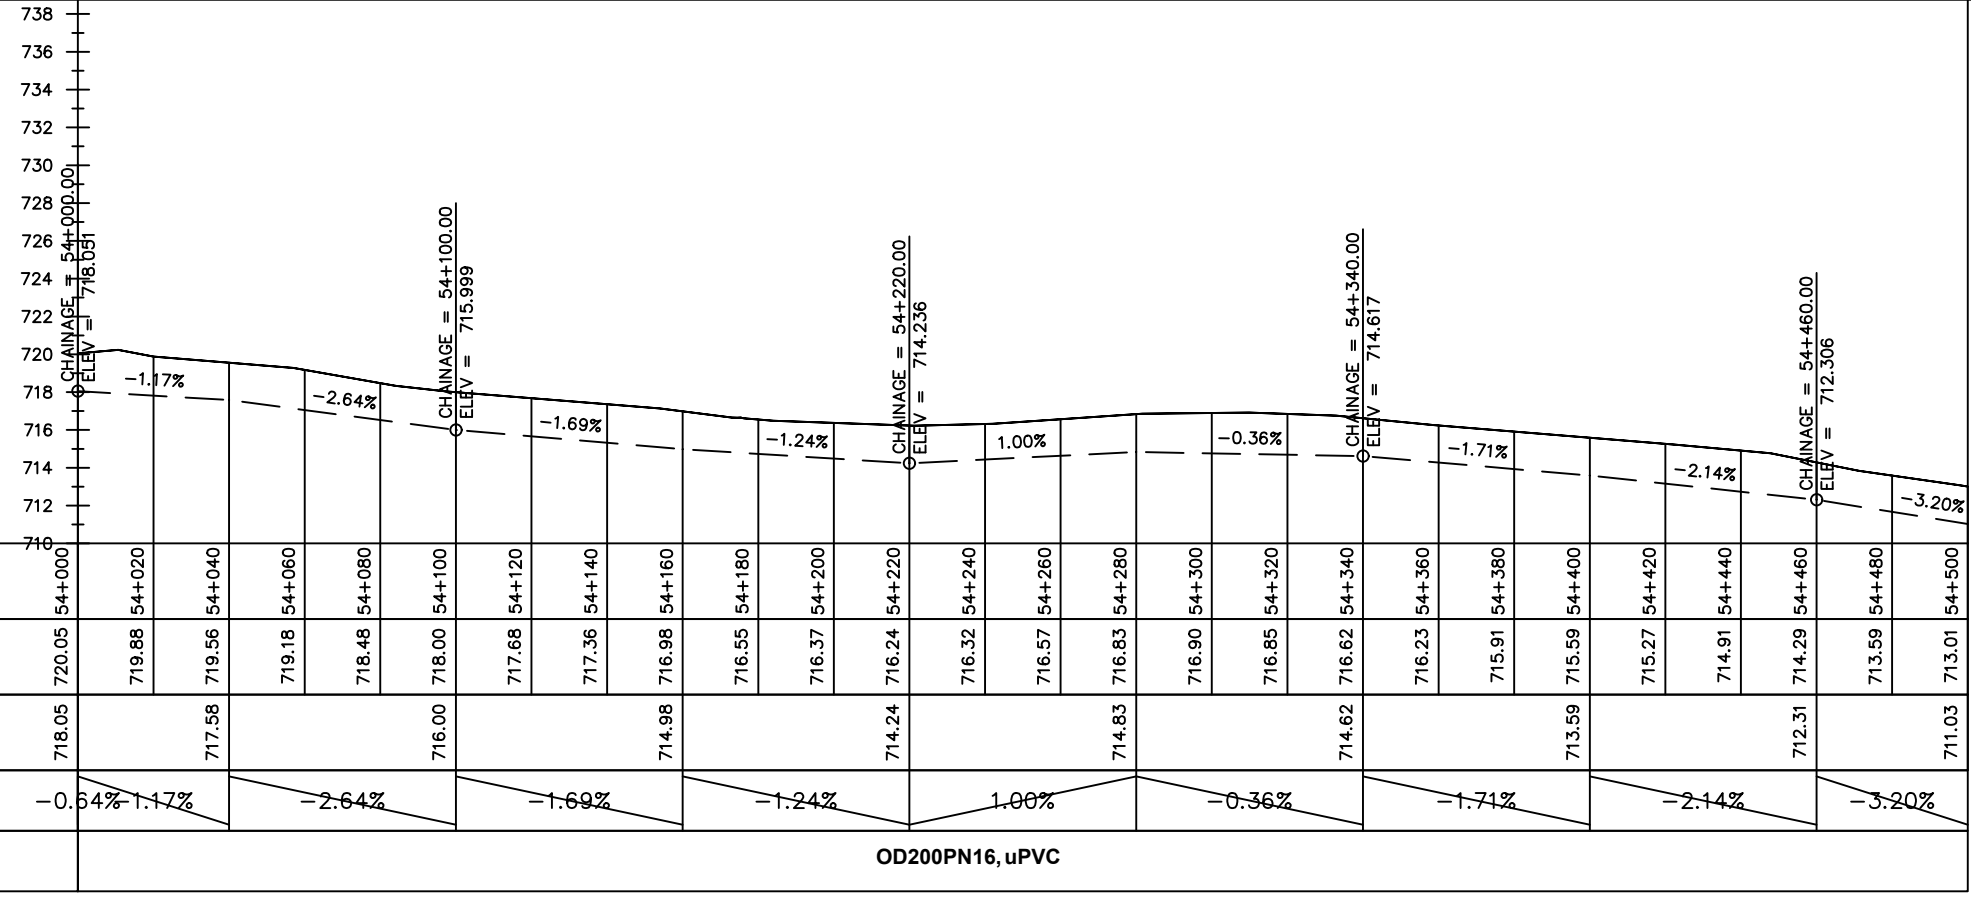 738
736
734
732
730
728
726
724
722
720
718
716
714
712
710
CHAINAGE = 54+000.00
ELEV = 718.051
CHAINAGE = 54+100.00
ELEV = 715.999
CHAINAGE = 54+220.00
ELEV = 714.236
CHAINAGE = 54+340.00
ELEV = 714.617
CHAINAGE = 54+460.00
ELEV = 712.306
-1.17% -2.64% -1.69% -1.24% 1.00% -0.36% -1.71% -2.14% -3.20%
54+000 54+020 54+040 54+060 54+080 54+100 54+120 54+140 54+160 54+180 54+200 54+220 54+240 54+260 54+280 54+300 54+320 54+340 54+360 54+380 54+400 54+420 54+440 54+460 54+480 54+500
720.05 719.88 719.56 719.18 718.48 718.00 717.68 717.36 716.98 716.55 716.37 716.24 716.32 716.57 716.83 716.90 716.85 716.62 716.23 715.91 715.59 715.27 714.91 714.29 713.59 713.01
718.05 717.58 716.00 714.98 714.24 714.83 714.62 713.59 712.31 711.03
-0.64% -1.17% -2.64% -1.69% -1.24% 1.00% -0.36% -1.71% -2.14% -3.20%
OD200PN16, uPVC